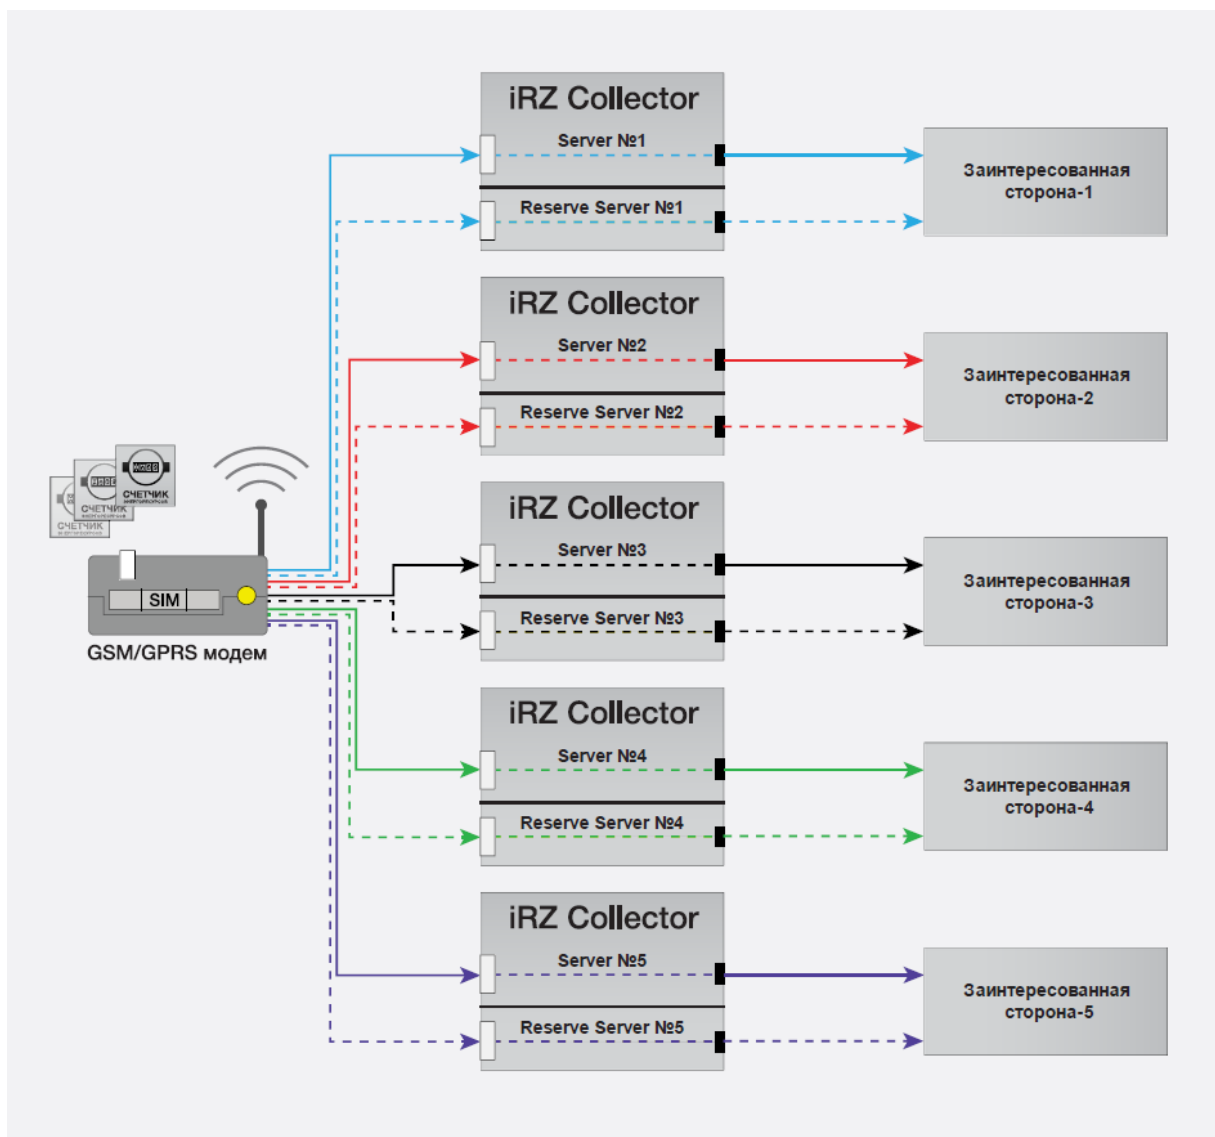 iRZ Collector
Server №1
Reserve Server №1
Заинтересованная
сторона-1
iRZ Collector
Server №2
Reserve Server №2
Заинтересованная
сторона-2
СЧЕТЧИК
СЧЕТЧИК
СЧЕТЧИК
SIM
GSM/GPRS модем
iRZ Collector
Server №3
Reserve Server №3
Заинтересованная
сторона-3
iRZ Collector
Server №4
Reserve Server №4
Заинтересованная
сторона-4
iRZ Collector
Server №5
Reserve Server №5
Заинтересованная
сторона-5